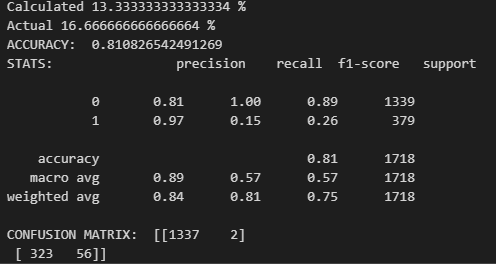 Calculated 13.333333333333334 %
Actual 16.666666666666664 %
ACCURACY:  0.810826542491269
STATS:               precision    recall  f1-score   support

           0       0.81      1.00      0.89      1339
           1       0.97      0.15      0.26       379

    accuracy                           0.81      1718
   macro avg       0.89      0.57      0.57      1718
weighted avg       0.84      0.81      0.75      1718

CONFUSION MATRIX:  [[1337    2]
 [ 323   56]]